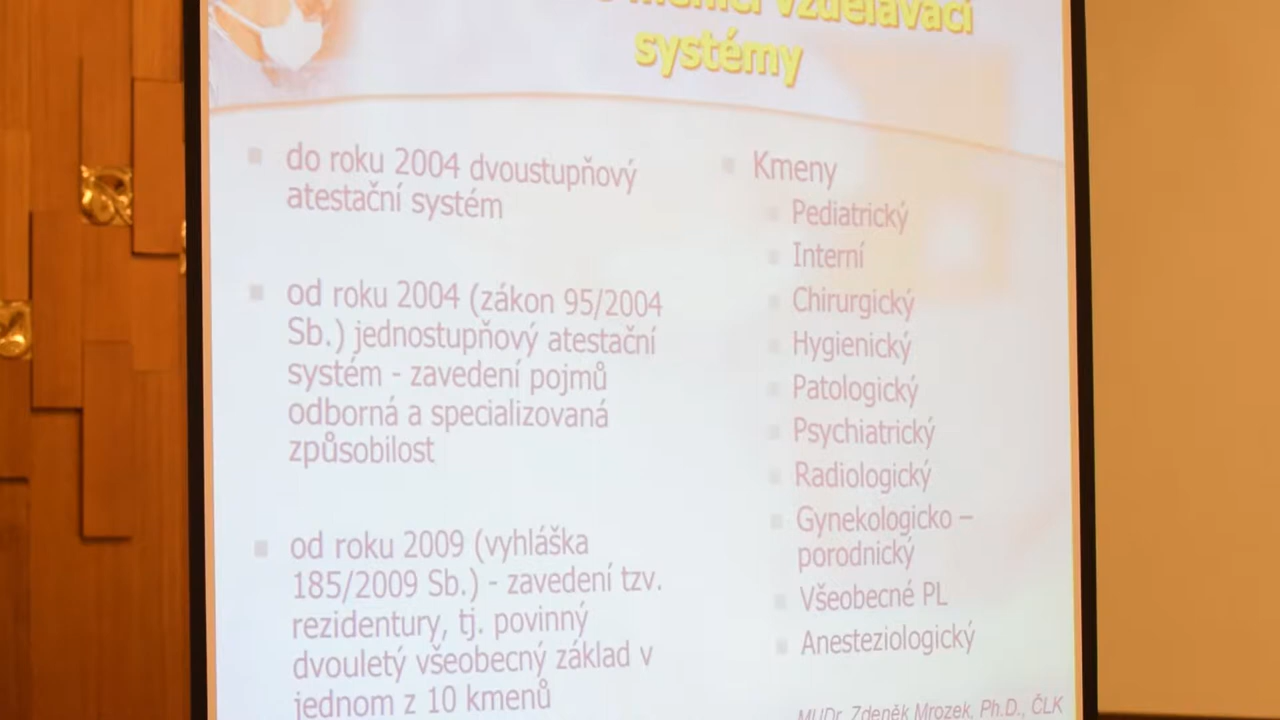 měnící vzdělávací
systémy
do roku 2004 dvoustupňový
atestační systém
od roku 2004 (zákon 95/2004
Sb.) jednostupňový atestační
systém - zavedení pojmů
odborná a specializovaná
způsobilost
od roku 2009 (vyhláška
185/2009 Sb.) - zavedení tzv.
rezidentury, tj. povinný
dvouletý všeobecný základ v
jednom z 10 kmenů
Kmeny
Pediatrický
Interní
Chirurgický
Hygienický
Patologický
Psychiatrický
Radiologický
Gynekologicko –
porodnický
Všeobecné PL
Anesteziologický
MUDr. Zdeněk Mrozek, Ph.D., ČLK